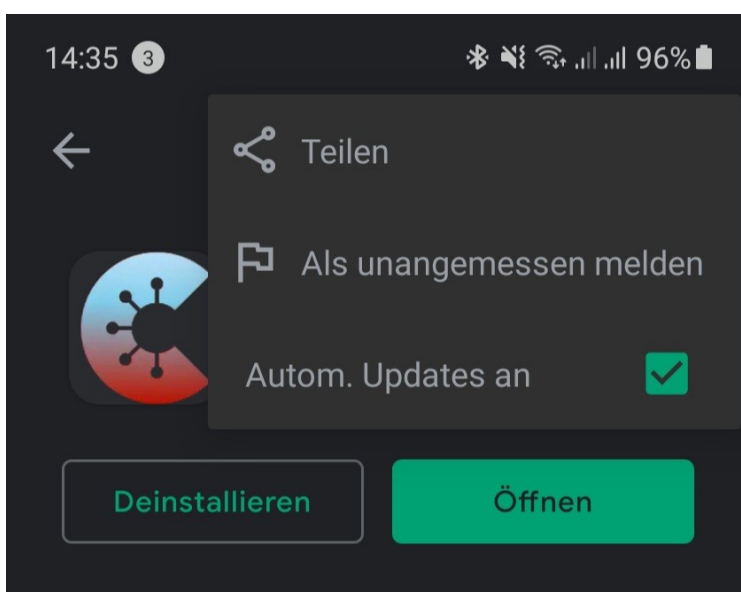 14:35 3 96%
Teilen
Als unangemessen melden
Autom. Updates an
Deinstallieren Öffnen